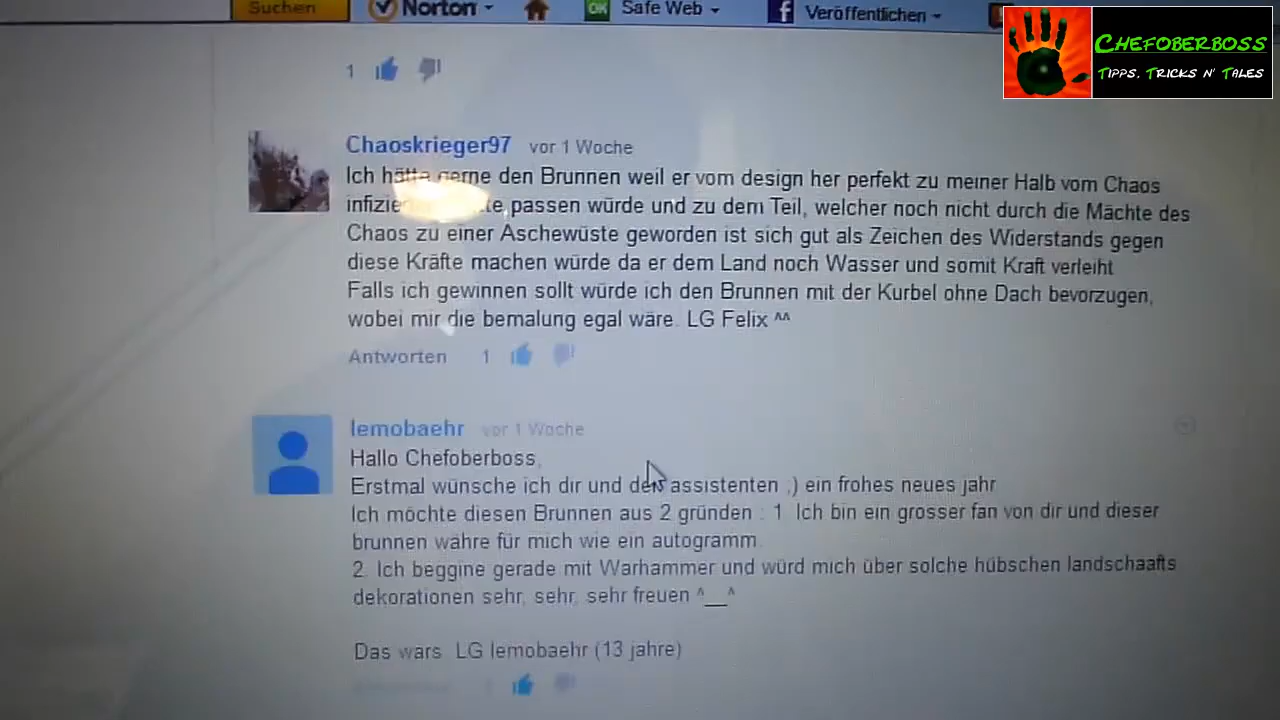 Suchen Norton Safe Web Veröffentlichen
OK f
CHEFOBERBOSS
TIPPS, TRICKS N' TALES
1
Chaoskrieger97 vor 1 Woche
Ich hätte gerne den Brunnen weil er vom design her perfekt zu meiner Halb vom Chaos
passen würde und zu dem Teil, welcher noch nicht durch die Mächte des
Chaos zu einer Aschewüste geworden ist sich gut als Zeichen des Widerstands gegen
diese Kräfte machen würde da er dem Land noch Wasser und somit Kraft verleiht
Falls ich gewinnen sollt würde ich den Brunnen mit der Kurbel ohne Dach bevorzugen,
wobei mir die bemalung egal wäre. LG Felix ^^
Antworten 1
lemobaehr vor 1 Woche
Hallo Chefoberboss,
Erstmal wünsche ich dir und assistenten ;) ein frohes neues jahr
Ich möchte diesen Brunnen aus 2 gründen : 1. Ich bin ein grosser fan von dir und dieser
brunnen währe für mich wie ein autogramm.
2. Ich beggine gerade mit Warhammer und würd mich über solche hübschen landschaafts
dekorationen sehr, sehr, sehr freuen ^__^
Das wars. LG lemobaehr (13 jahre)